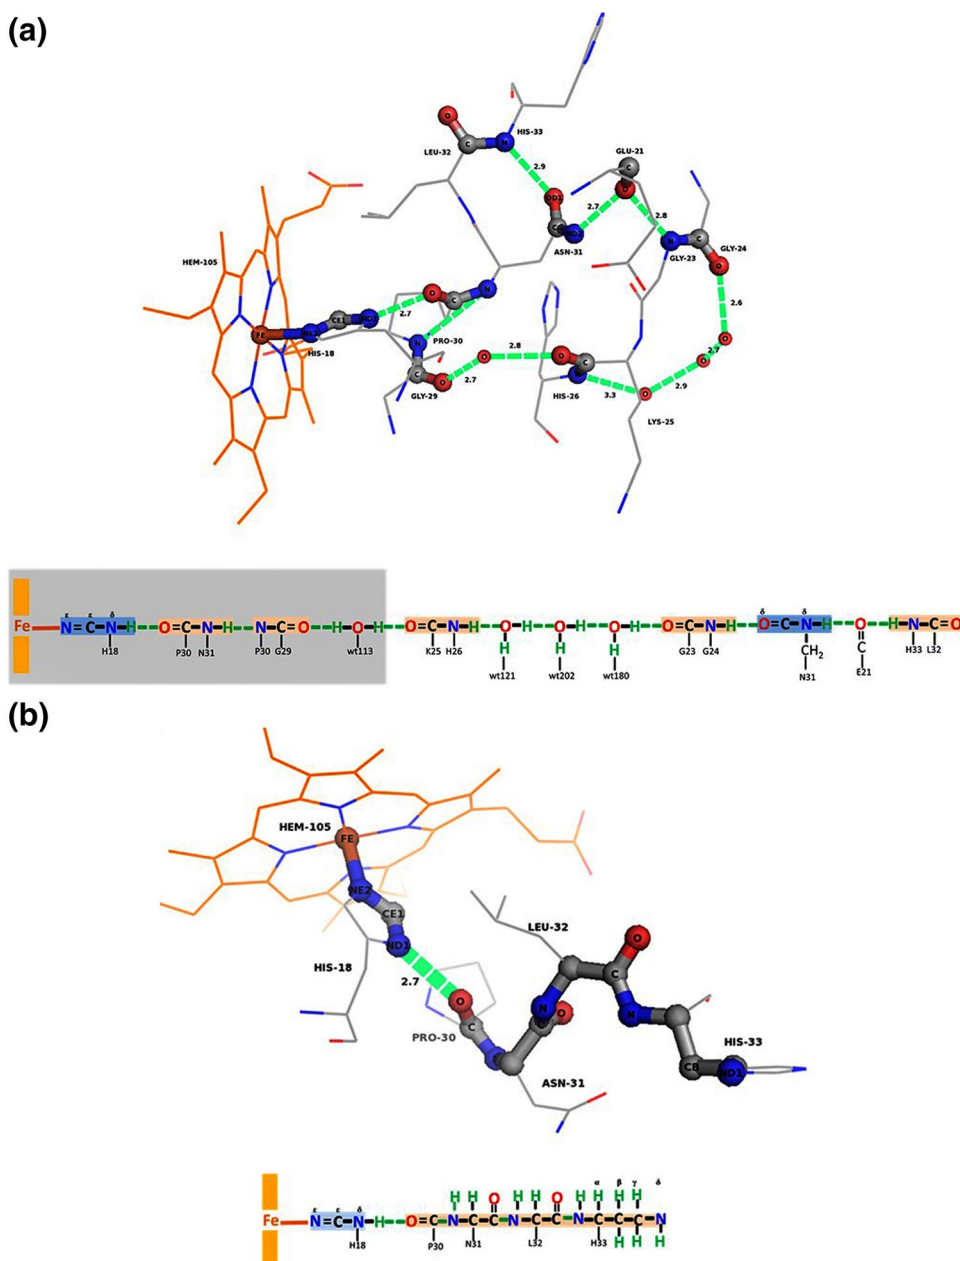 (a)
O
C
N
HIS-33
LEU-32
2.9
GLU-21
C
OD1
O
2.7
2.8
CG
ND2
ASN-31
N
C
GLY-24
GLY-23
O
HEM-105
2.6
O
C
N
ND1
CE1
2.7
FE
NE2
HIS-18
N
PRO-30
O
2.8
O
O
2.7
O
C
O
2.7
GLY-29
N
C
HIS-26
3.3
O
2.9
LYS-25
ε ε δ
δ δ
Fe N=C-N-H O=C-N-H N-C=O H-O-H O=C-N-H O-H O-H O-H O=C-N-H O=C-N-H O H-N-C=O
H18 P30 N31 P30 G29 wt113 K25 H26 H H H G23 G24 CH2 C H33 L32
wt121 wt202 wt180 N31 E21
(b)
HEM-105
FE
NE2
CE1
LEU-32
ND1
O
HIS-18
2.7
C
O
N
O
N
C
PRO-30
N
HIS-33
CB
ND1
ASN-31
α β γ δ
H H O H H O H H H H
ε ε δ
Fe N=C-N-H O=C-N-C-C-N-C-C-N-C-C-C-N
H18 P30 N31 L32 H33 H H H